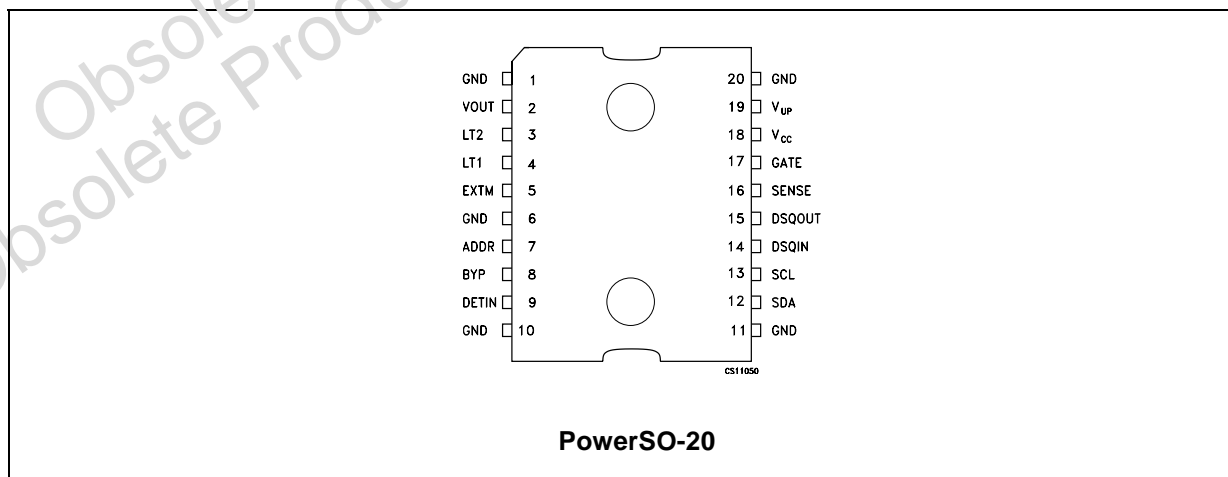 Obsolete Produ
Obsolete
GND 1 20 GND
VOUT 2 19 VUP
LT2 3 18 VCC
LT1 4 17 GATE
EXTM 5 16 SENSE
GND 6 15 DSQOUT
ADDR 7 14 DSQIN
BYP 8 13 SCL
DETIN 9 12 SDA
GND 10 11 GND
CS11050
PowerSO-20